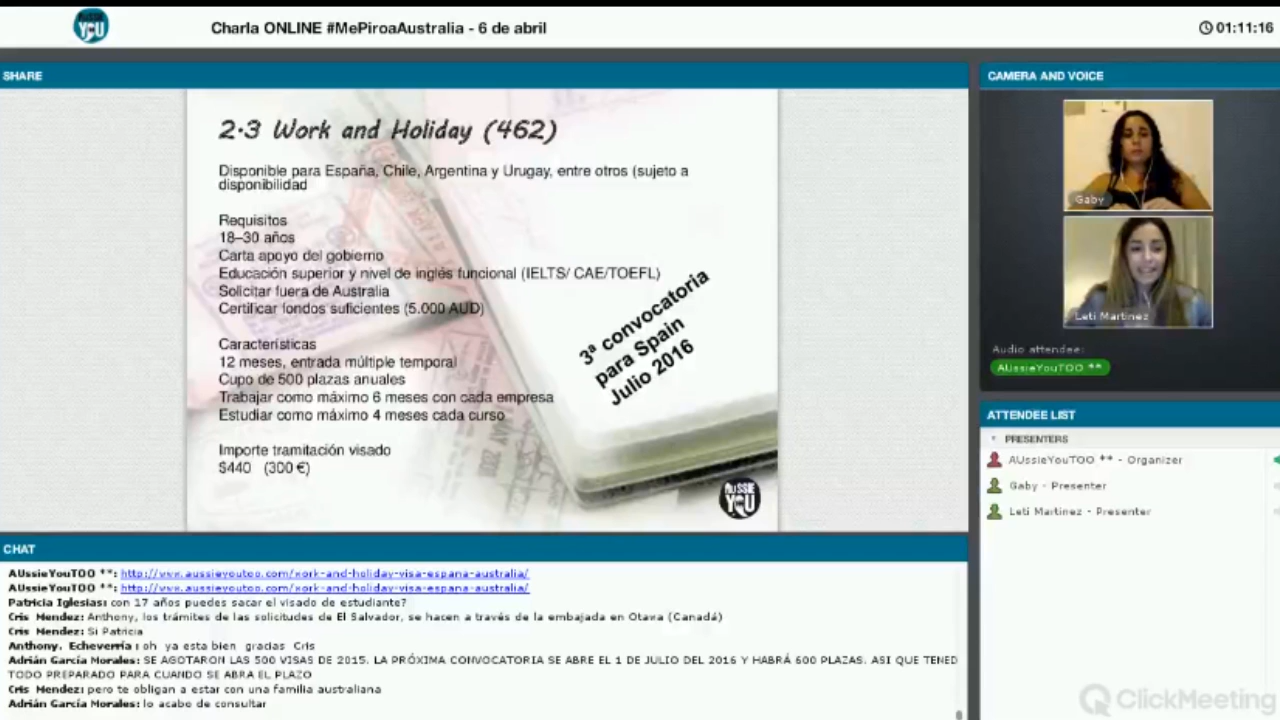 AUSSIE YOU
Charla ONLINE #MePiroaAustralia - 6 de abril
01:11:16
SHARE
2.3 Work and Holiday (462)
Disponible para España, Chile, Argentina y Urugay, entre otros (sujeto a
disponibilidad
Requisitos
18–30 años
Carta apoyo del gobierno
Educación superior y nivel de inglés funcional (IELTS/ CAE/TOEFL)
Solicitar fuera de Australia
Certificar fondos suficientes (5.000 AUD)
Características
12 meses, entrada múltiple temporal
Cupo de 500 plazas anuales
Trabajar como máximo 6 meses con cada empresa
Estudiar como máximo 4 meses cada curso
Importe tramitación visado
$440 (300 €)
3ª convocatoria
para Spain
Julio 2016
AUSSIE YOU
CAMERA AND VOICE
Gaby
Leti Martinez
Audio attendee:
AUssieYouTOO **
ATTENDEE LIST
PRESENTERS
AUssieYouTOO ** - Organizer
Gaby - Presenter
Leti Martinez - Presenter
CHAT
AUssieYouTOO **: http://www.aussieyoutoo.com/work-and-holiday-visa-espana-australia/
AUssieYouTOO **: http://www.aussieyoutoo.com/work-and-holiday-visa-espana-australia/
Patricia Iglesias: con 17 años puedes sacar el visado de estudiante?
Cris Mendez: Anthony, los trámites de las solicitudes de El Salvador, se hacen a través de la embajada en Otawa (Canadá)
Cris Mendez: Si Patricia
Anthony. Echeverría : oh ya esta bien gracias Cris
Adrián García Morales: SE AGOTARON LAS 500 VISAS DE 2015. LA PRÓXIMA CONVOCATORIA SE ABRE EL 1 DE JULIO DEL 2016 Y HABRÁ 600 PLAZAS. ASI QUE TENED
TODO PREPARADO PARA CUANDO SE ABRA EL PLAZO
Cris Mendez: pero te obligan a estar con una familia australiana
Adrián García Morales: lo acabo de consultar
ClickMeeting